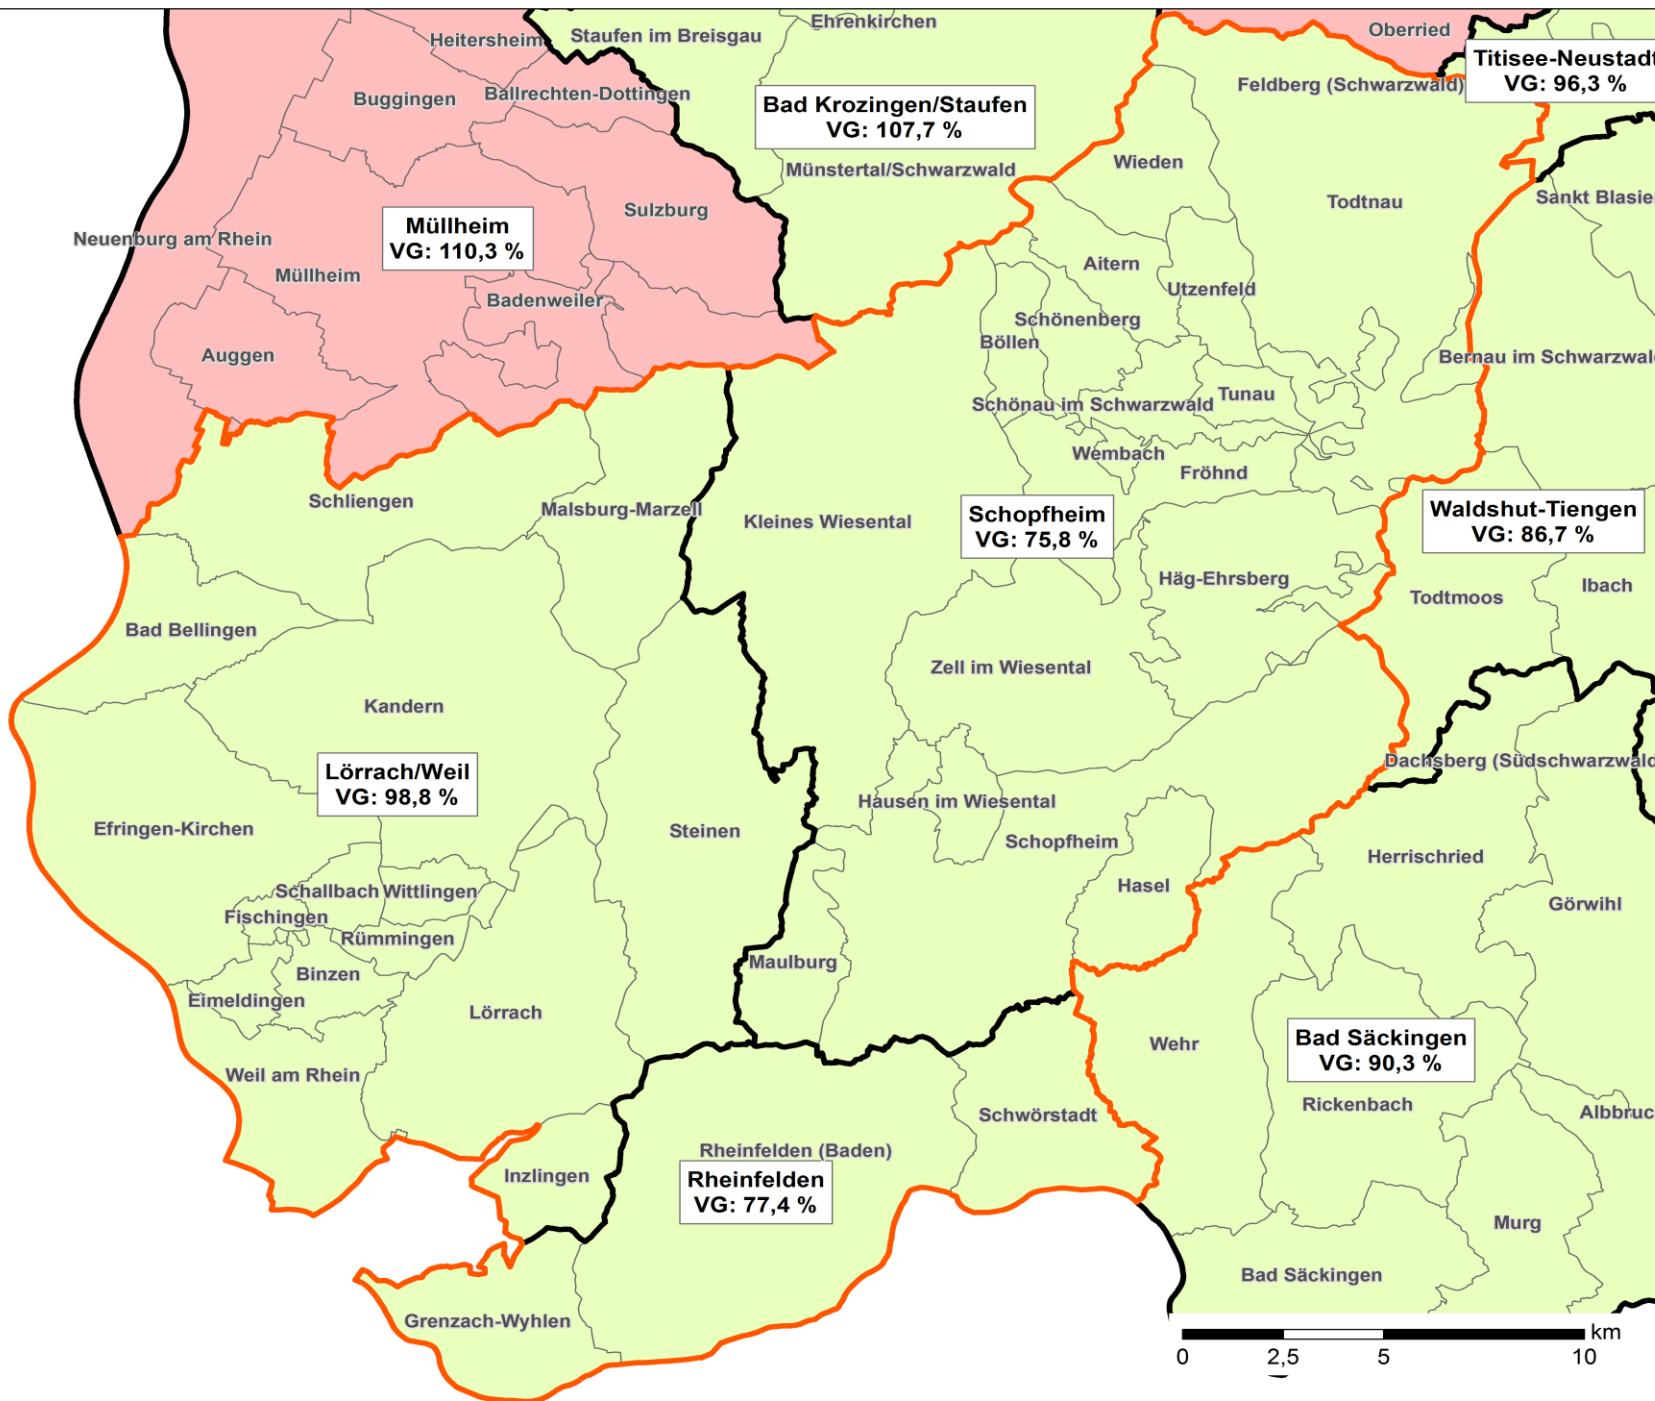 Ehrenkirchen
Oberried
Heitersheim
Staufen im Breisgau
Titisee-Neustadt
VG: 96,3 %
Feldberg (Schwarzwald)
Buggingen
Ballrechten-Dottingen
Bad Krozingen/Staufen
VG: 107,7 %
Münstertal/Schwarzwald
Wieden
Todtnau
Sankt Blasien
Sulzburg
Müllheim
VG: 110,3 %
Neuenburg am Rhein
Müllheim
Aitern
Utzenfeld
Badenweiler
Schönenberg
Böllen
Auggen
Bernau im Schwarzwal
Tunau
Schönau im Schwarzwald
Wembach
Fröhnd
Schliengen
Malsburg-Marzell
Kleines Wiesental
Schopfheim
VG: 75,8 %
Waldshut-Tiengen
VG: 86,7 %
Häg-Ehrsberg
Todtmoos
Ibach
Bad Bellingen
Zell im Wiesental
Kandern
Dachsberg (Südschwarzwald
Lörrach/Weil
VG: 98,8 %
Hausen im Wiesental
Efringen-Kirchen
Steinen
Schopfheim
Herrischried
Hasel
Schallbach
Wittlingen
Görwihl
Fischingen
Rümmingen
Maulburg
Binzen
Eimeldingen
Lörrach
Wehr
Bad Säckingen
VG: 90,3 %
Weil am Rhein
Rickenbach
Schwörstadt
Albbruc
Rheinfelden (Baden)
Inzlingen
Rheinfelden
VG: 77,4 %
Murg
Bad Säckingen
Grenzach-Wyhlen
km
0 2,5 5 10